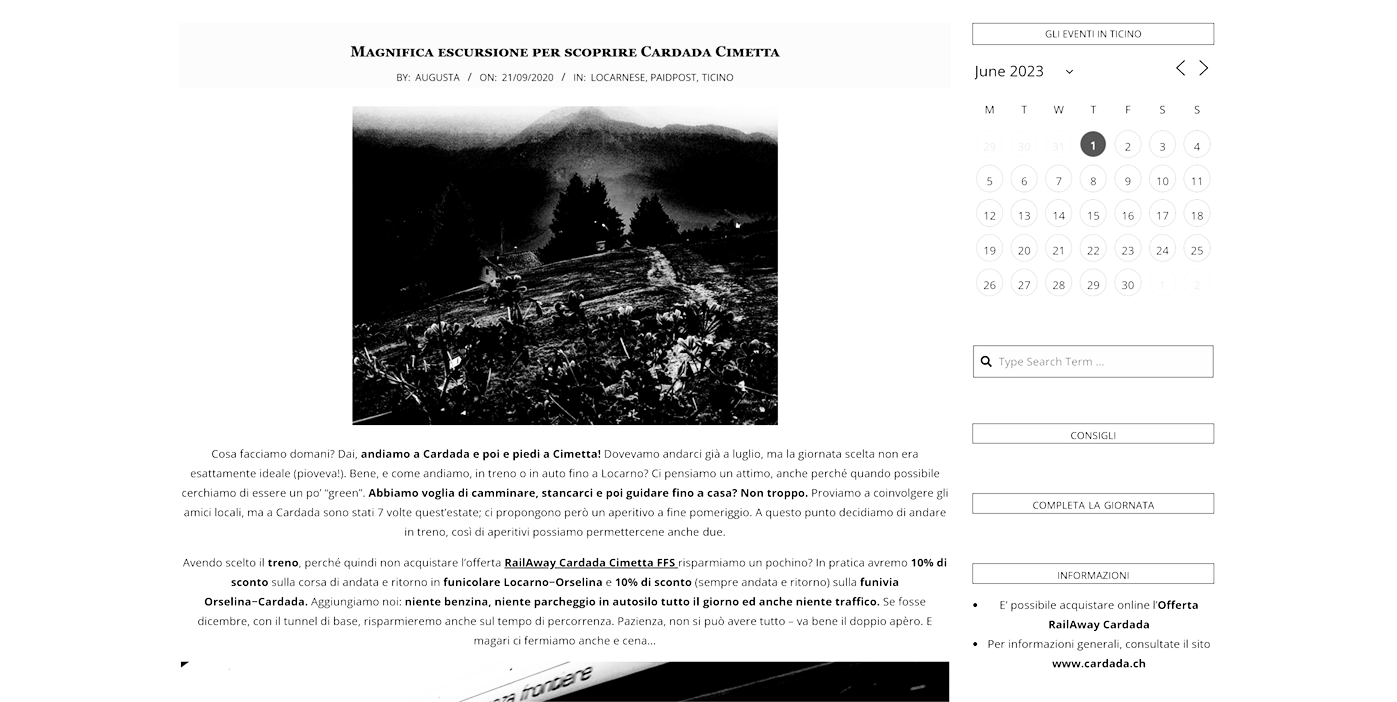 Magnifica escursione per scoprire Cardada Cimetta
BY: AUGUSTA / ON: 21/09/2020 / IN: LOCARNESE, PAIDPOST, TICINO
Cosa facciamo domani? Dai, andiamo a Cardada e poi e piedi a Cimetta! Dovevamo andarci già a luglio, ma la giornata scelta non era
esattamente ideale (pioveva!). Bene, e come andiamo, in treno o in auto fino a Locarno? Ci pensiamo un attimo, anche perché quando possibile
cerchiamo di essere un po’ “green”. Abbiamo voglia di camminare, stancarci e poi guidare fino a casa? Non troppo. Proviamo a coinvolgere gli
amici locali, ma a Cardada sono stati 7 volte quest’estate; ci propongono però un aperitivo a fine pomeriggio. A questo punto decidiamo di andare
in treno, così di aperitivi possiamo permettercene anche due.
Avendo scelto il treno, perché quindi non acquistare l’offerta RailAway Cardada Cimetta FFS risparmiamo un pochino? In pratica avremo 10% di
sconto sulla corsa di andata e ritorno in funicolare Locarno–Orselina e 10% di sconto (sempre andata e ritorno) sulla funivia
Orselina–Cardada. Aggiungiamo noi: niente benzina, niente parcheggio in autosilo tutto il giorno ed anche niente traffico. Se fosse
dicembre, con il tunnel di base, risparmieremo anche sul tempo di percorrenza. Pazienza, non si può avere tutto – va bene il doppio apèro. E
magari ci fermiamo anche e cena...
nza frontiene
GLI EVENTI IN TICINO
June 2023
M T W T F S S
29 30 31 1 2 3 4
5 6 7 8 9 10 11
12 13 14 15 16 17 18
19 20 21 22 23 24 25
26 27 28 29 30 1 2
Type Search Term ...
CONSIGLI
COMPLETA LA GIORNATA
INFORMAZIONI
• E’ possibile acquistare online l’Offerta
RailAway Cardada
• Per informazioni generali, consultate il sito
www.cardada.ch